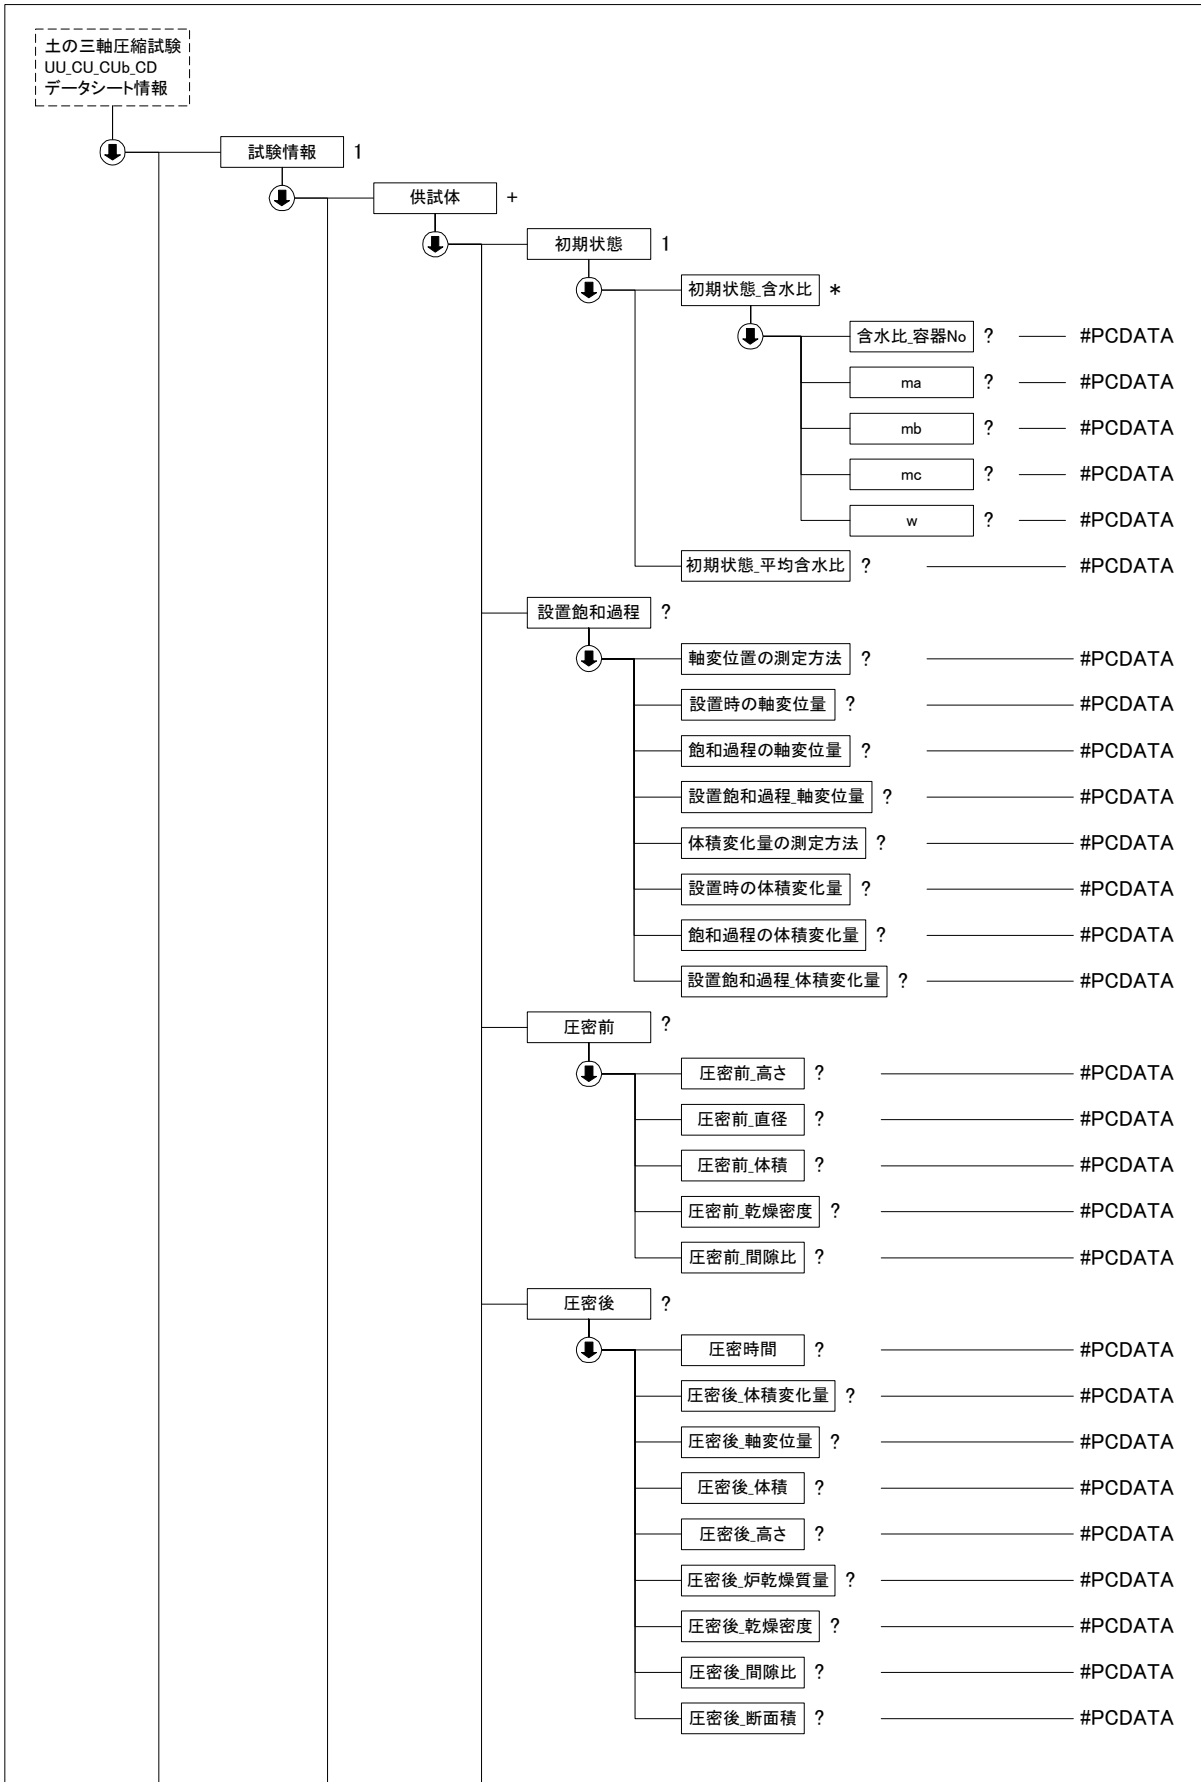 土の三軸圧縮試験
UU_CU_CUb_CD
データシート情報
試験情報 1
供試体 +
初期状態 1
初期状態_含水比 *
含水比_容器No ? #PCDATA
ma ? #PCDATA
mb ? #PCDATA
mc ? #PCDATA
w ? #PCDATA
初期状態_平均含水比 ? #PCDATA
設置飽和過程 ?
軸変位置の測定方法 ? #PCDATA
設置時の軸変位量 ? #PCDATA
飽和過程の軸変位量 ? #PCDATA
設置飽和過程_軸変位量 ? #PCDATA
体積変化量の測定方法 ? #PCDATA
設置時の体積変化量 ? #PCDATA
飽和過程の体積変化量 ? #PCDATA
設置飽和過程_体積変化量 ? #PCDATA
圧密前 ?
圧密前_高さ ? #PCDATA
圧密前_直径 ? #PCDATA
圧密前_体積 ? #PCDATA
圧密前_乾燥密度 ? #PCDATA
圧密前_間隙比 ? #PCDATA
圧密後 ?
圧密時間 ? #PCDATA
圧密後_体積変化量 ? #PCDATA
圧密後_軸変位量 ? #PCDATA
圧密後_体積 ? #PCDATA
圧密後_高さ ? #PCDATA
圧密後_炉乾燥質量 ? #PCDATA
圧密後_乾燥密度 ? #PCDATA
圧密後_間隙比 ? #PCDATA
圧密後_断面積 ? #PCDATA